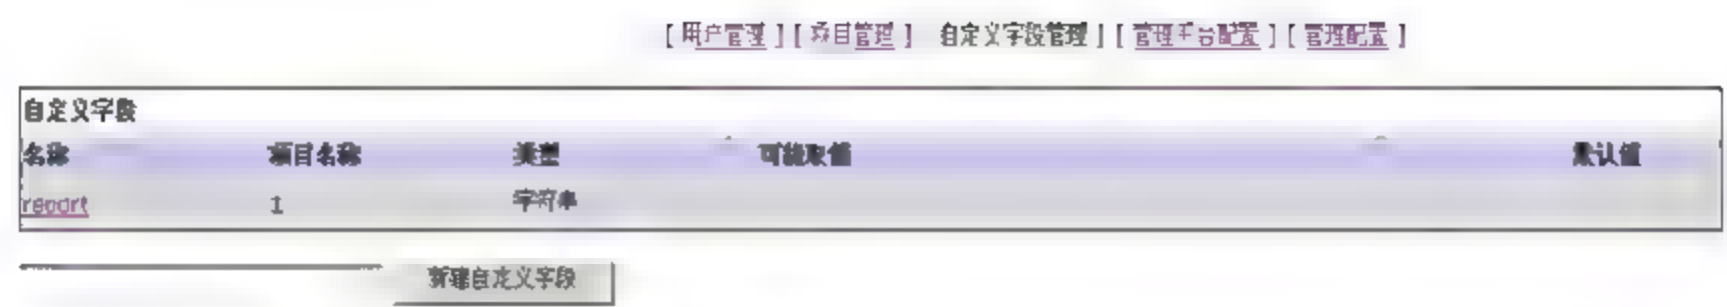 [ 用户管理 ] [ 项目管理 ] 自定义字段管理 ] [ 管理平台配置 ] [ 管理配置 ]
自定义字段
名称 项目名称 类型 可能取值 默认值
report 1 字符串
新建自定义字段